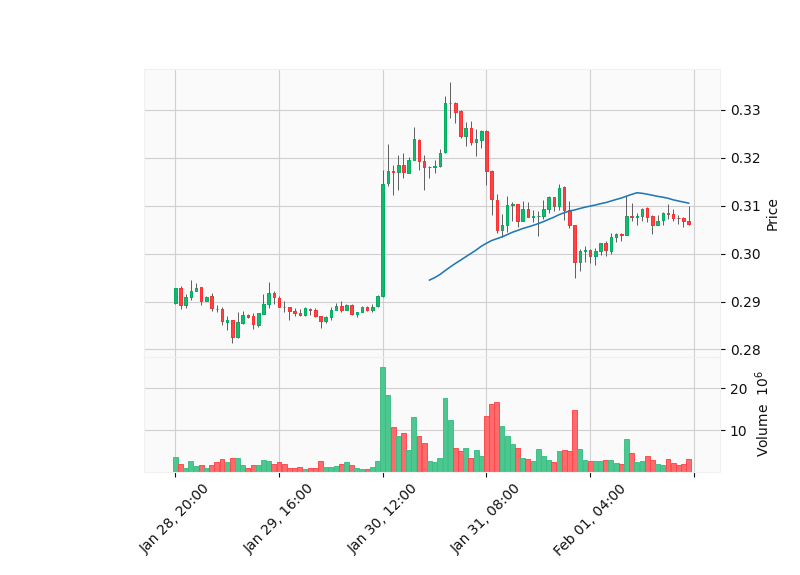 0.33
0.32
0.31
0.30
0.29
0.28
Price
20
10
Volume 10^6
Jan 28, 20:00
Jan 29, 16:00
Jan 30, 12:00
Jan 31, 08:00
Feb 01, 04:00